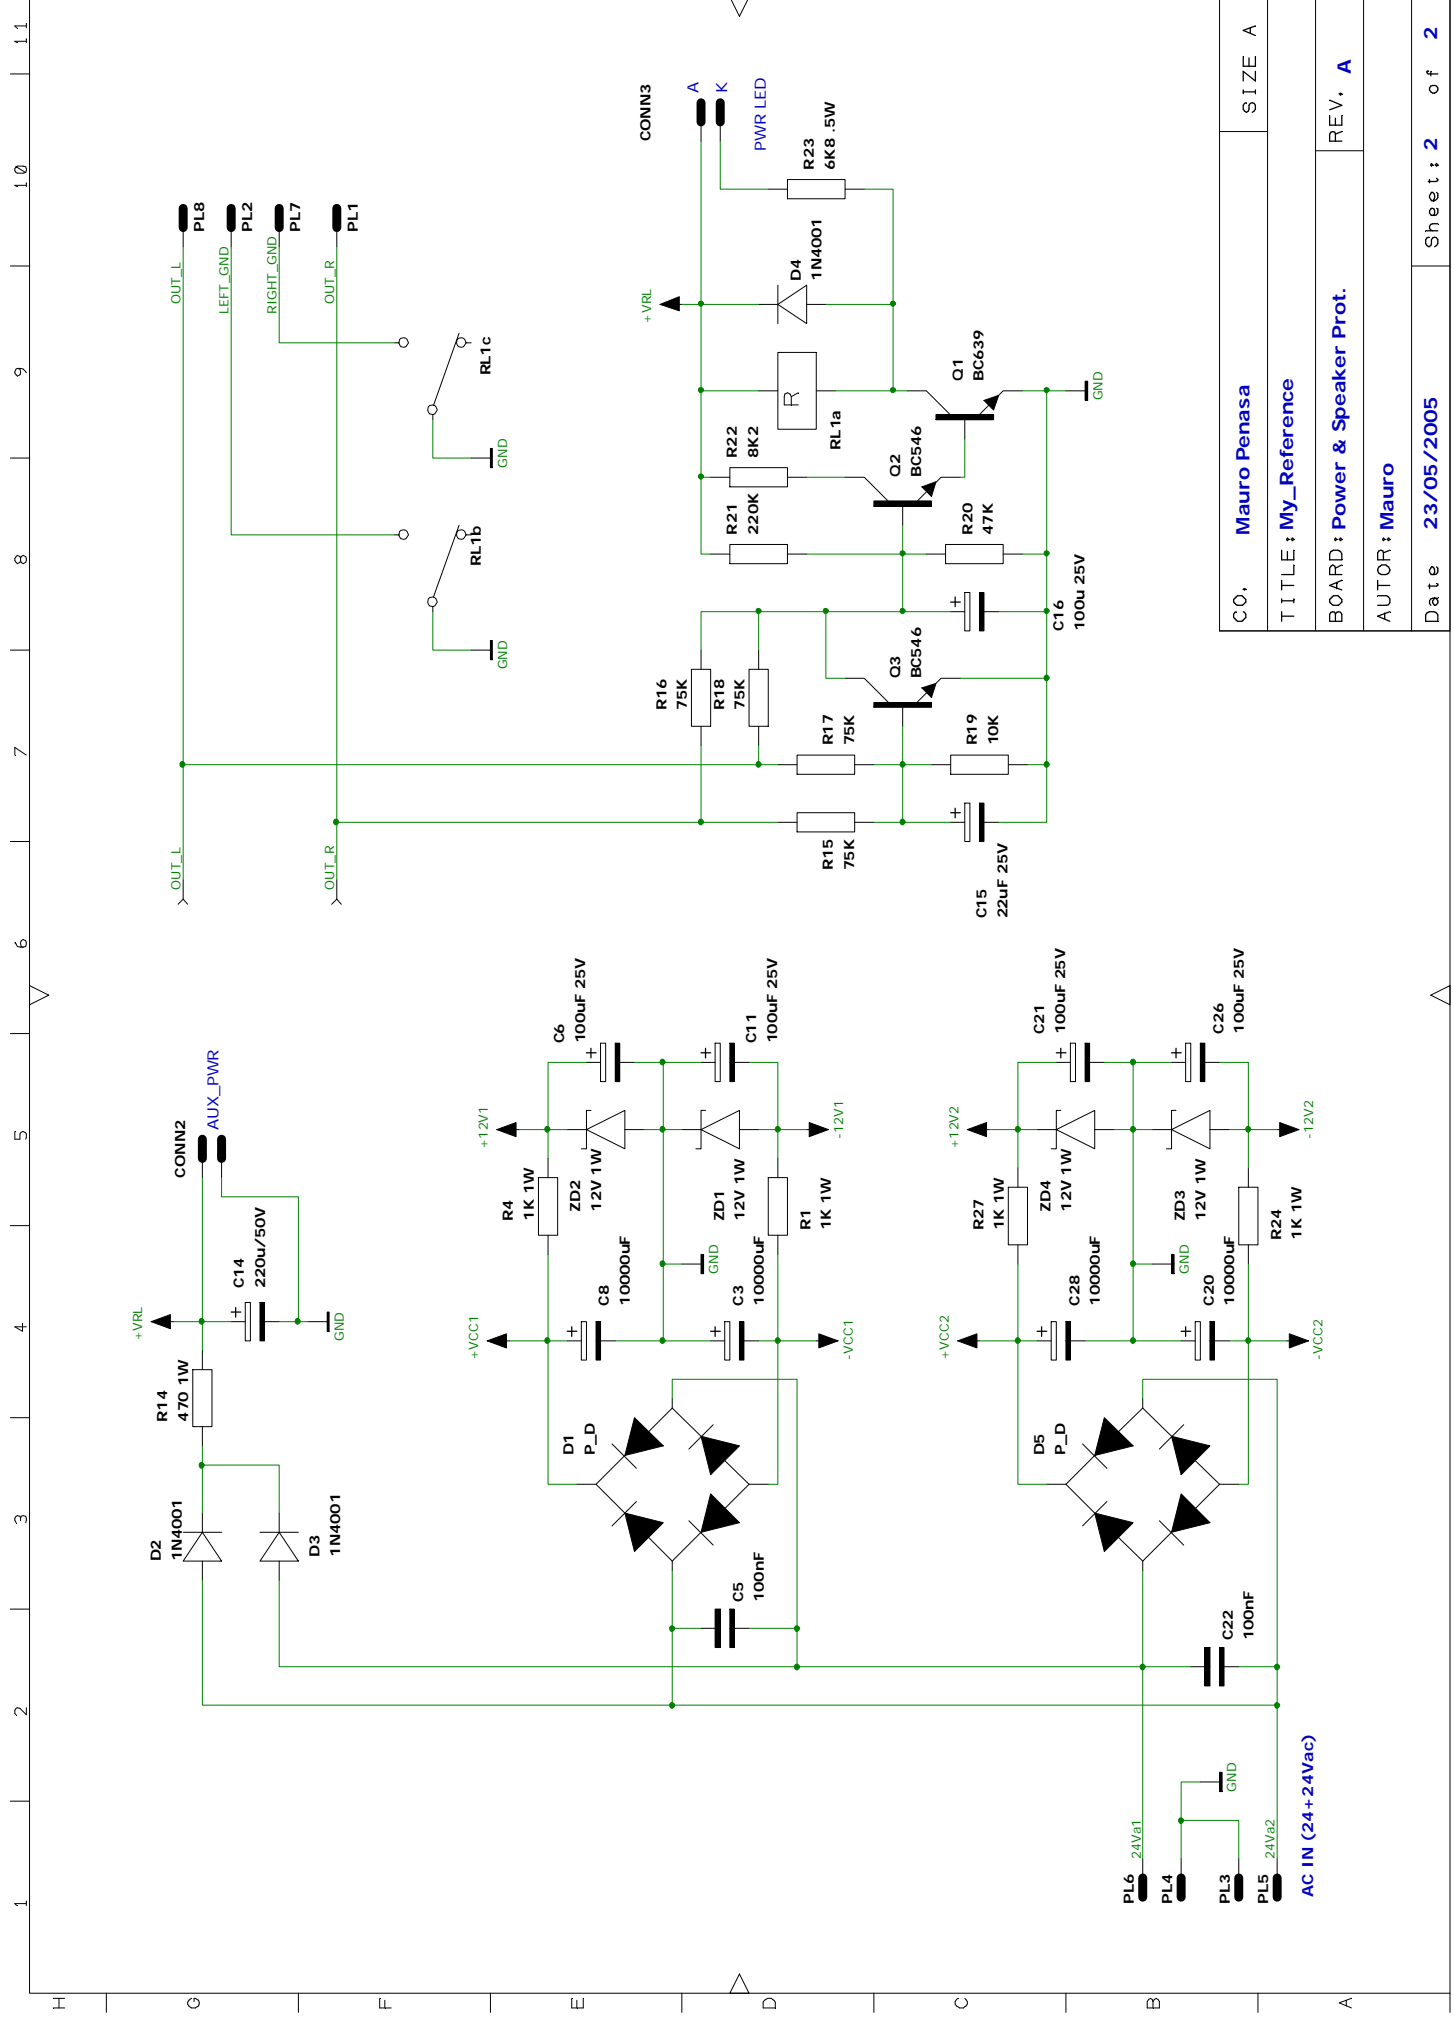 1
2
3
4
5
6
7
8
9
10
11
H
G
F
E
D
C
B
A
D2
1N4001
D3
1N4001
R14
470 1W
+VRL
C14
220u/50V
GND
CONN2
AUX_PWR
OUT_L
OUT_R
OUT_L
PL8
LEFT_GND
PL2
RIGHT_GND
PL7
OUT_R
PL1
GND
RL1b
GND
RL1c
+VCC1
D1
P_D
C5
100nF
C8
10000uF
C3
10000uF
-VCC1
GND
R4
1K 1W
+12V1
ZD2
12V 1W
ZD1
12V 1W
R1
1K 1W
-12V1
C6
100uF 25V
C11
100uF 25V
+VCC2
D5
P_D
C22
100nF
C28
10000uF
C20
10000uF
-VCC2
GND
R27
1K 1W
+12V2
ZD4
12V 1W
ZD3
12V 1W
R24
1K 1W
-12V2
C21
100uF 25V
C26
100uF 25V
PL6
24Va1
PL4
GND
PL3
PL5
24Va2
AC IN (24+24Vac)
R16
75K
R18
75K
R17
75K
R15
75K
R19
10K
C15
22uF 25V
Q3
BC546
C16
100u 25V
R21
220K
R22
8K2
R20
47K
Q2
BC546
R
RL1a
Q1
BC639
GND
+VRL
D4
1N4001
R23
6K8 .5W
CONN3
A
K
PWR LED
CO. Mauro Penasa
SIZE A
TITLE: My_Reference
BOARD: Power & Speaker Prot.
REV. A
AUTOR: Mauro
Date 23/05/2005
Sheet: 2 of 2